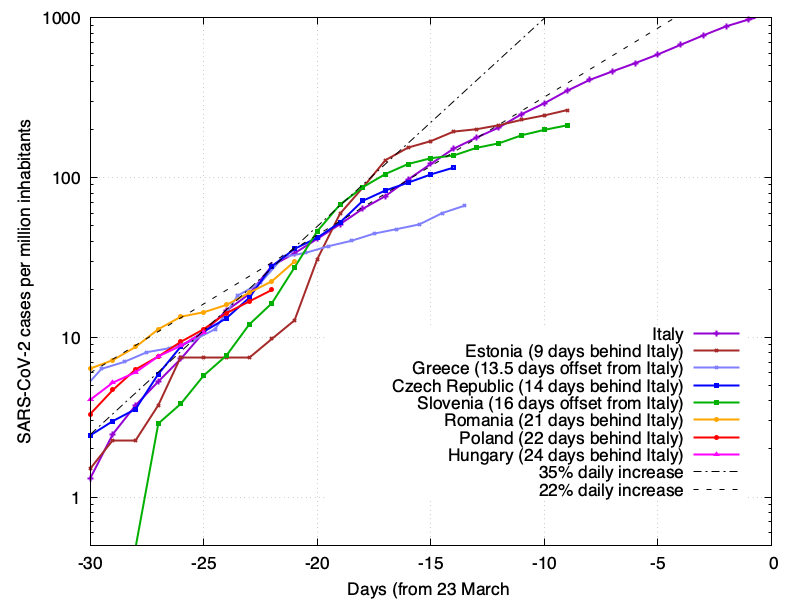 1000
100
10
1
SARS-CoV-2 cases per million inhabitants
Italy
Estonia (9 days behind Italy)
Greece (13.5 days offset from Italy)
Czech Republic (14 days behind Italy)
Slovenia (16 days offset from Italy)
Romania (21 days behind Italy)
Poland (22 days behind Italy)
Hungary (24 days behind Italy)
35% daily increase
22% daily increase
-30 -25 -20 -15 -10 -5 0
Days (from 23 March